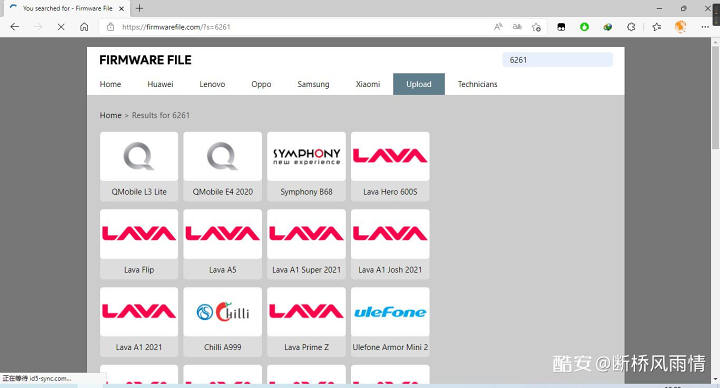 You searched for - Firmware File
https://firmwarefile.com/?s=6261
FIRMWARE FILE
6261
Home Huawei Lenovo Oppo Samsung Xiaomi Upload Technicians
Home > Results for 6261
SYMPHONY
new experience
LAVA
QMobile L3 Lite QMobile E4 2020 Symphony B68 Lava Hero 600S
LAVA LAVA LAVA LAVA
Lava Flip Lava A5 Lava A1 Super 2021 Lava A1 Josh 2021
LAVA Chilli LAVA uleFone
Lava A1 2021 Chilli A999 Lava Prime Z Ulefone Armor Mini 2
正在等待 id5-sync.com...
酷安 @断桥风雨情